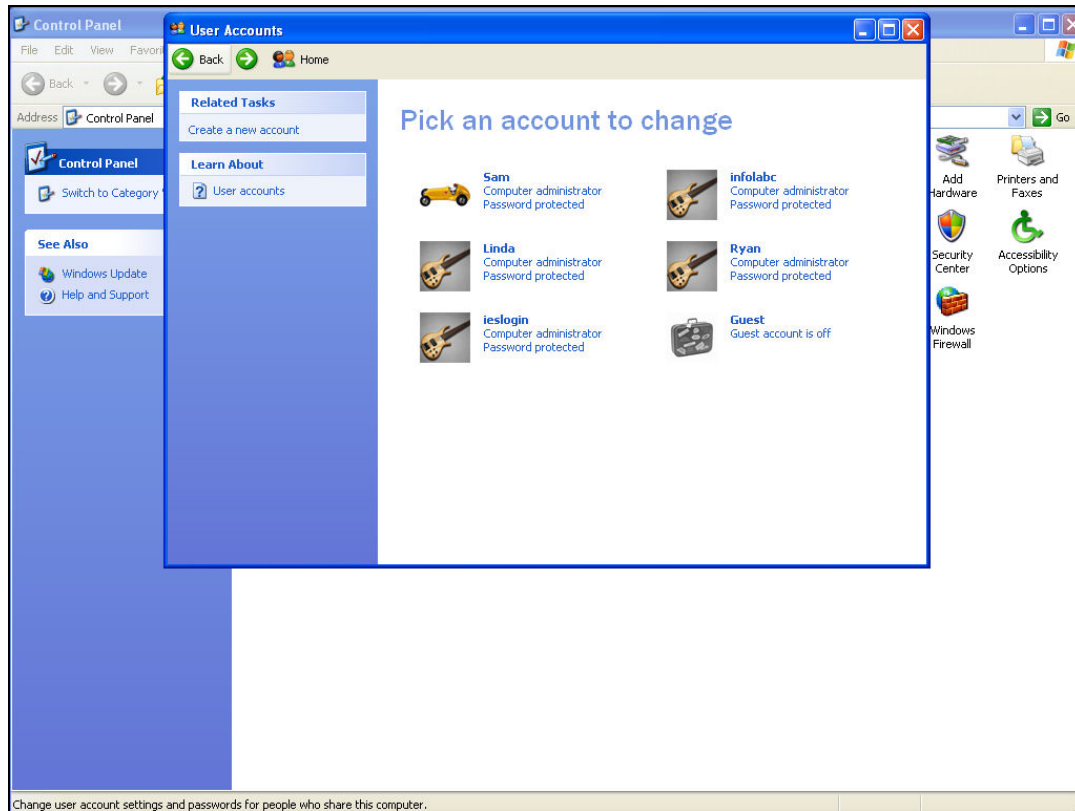 Control Panel
File Edit View
Back
Address Control Panel
Go
Control Panel
Switch to Category
See Also
Windows Update
Help and Support
User Accounts
Back Home
Related Tasks
Create a new account
Learn About
User accounts
Pick an account to change
Sam
Computer administrator
Password protected
infolabc
Computer administrator
Password protected
Linda
Computer administrator
Password protected
Ryan
Computer administrator
Password protected
ieslogin
Computer administrator
Password protected
Guest
Guest account is off
Add
Hardware
Printers and
Faxes
Security
Center
Accessibility
Options
Windows
Firewall
Change user account settings and passwords for people who share this computer.